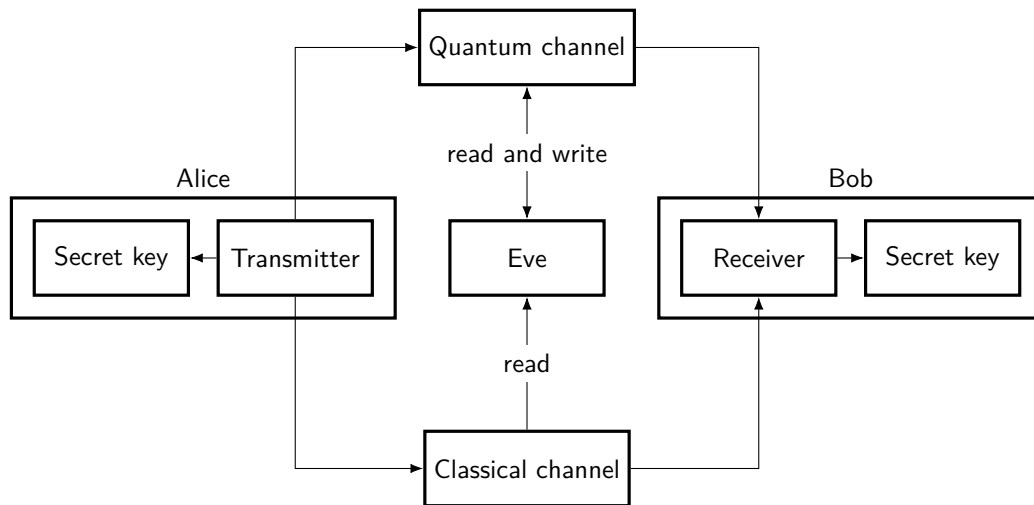 Quantum channel
read and write
Alice
Bob
Secret key
Transmitter
Eve
Receiver
Secret key
read
Classical channel